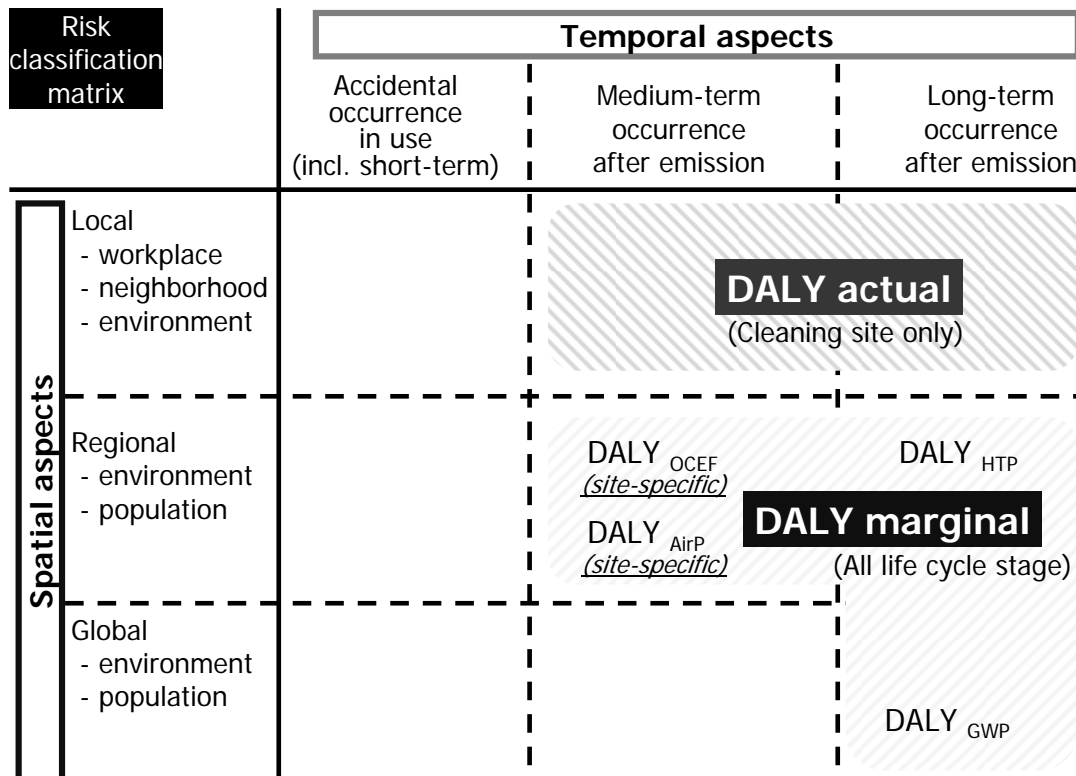 Risk
classification
matrix
Temporal aspects
Accidental
occurrence
in use
(incl. short-term)
Medium-term
occurrence
after emission
Long-term
occurrence
after emission
Spatial aspects
Local
- workplace
- neighborhood
- environment
DALY actual
(Cleaning site only)
Regional
- environment
- population
DALY OCEF
(site-specific)
DALY AirP
(site-specific)
DALY HTP
DALY marginal
(All life cycle stage)
Global
- environment
- population
DALY GWP